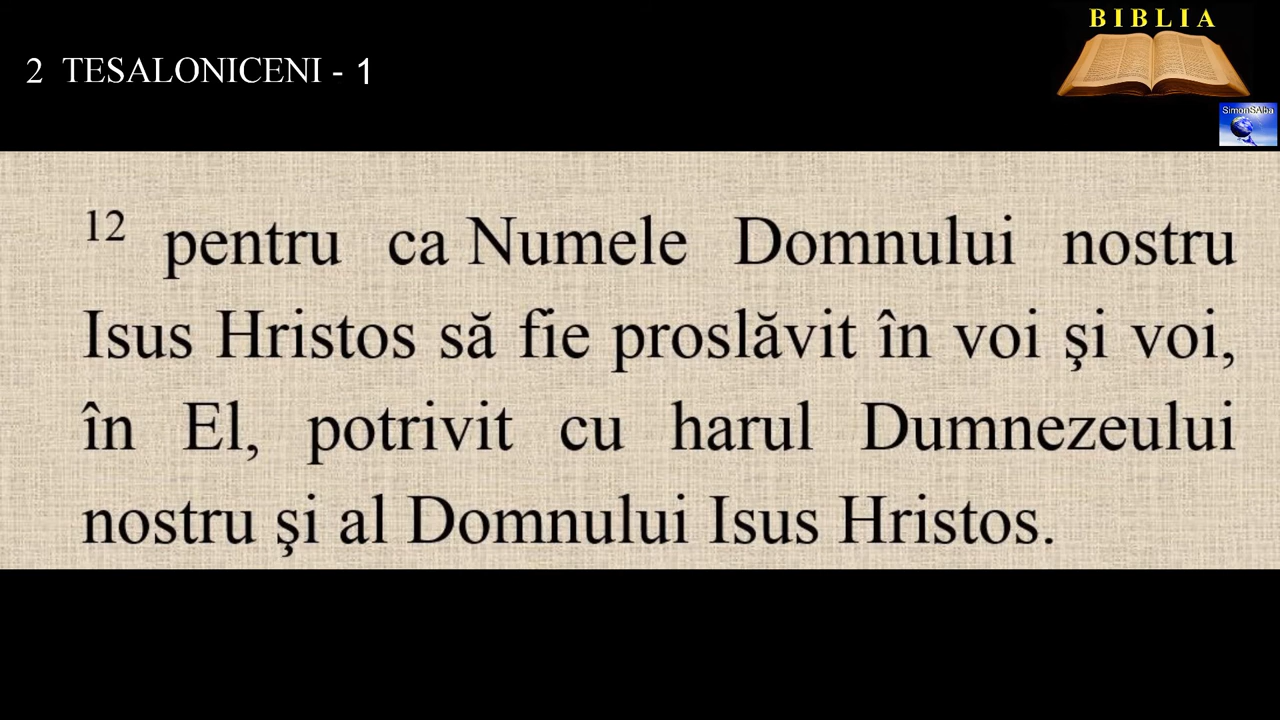 BIBLIA
2 TESALONICENI - 1
SimonSAlba
12 pentru ca Numele Domnului nostru
Isus Hristos să fie proslăvit în voi şi voi,
în El, potrivit cu harul Dumnezeului
nostru şi al Domnului Isus Hristos.